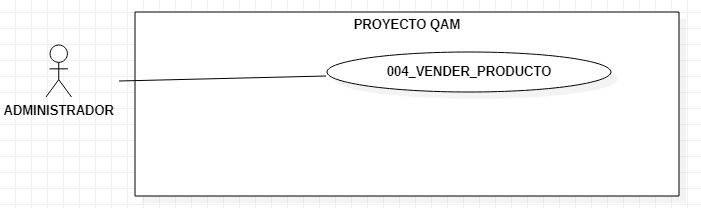 PROYECTO QAM
004_VENDER_PRODUCTO
ADMINISTRADOR